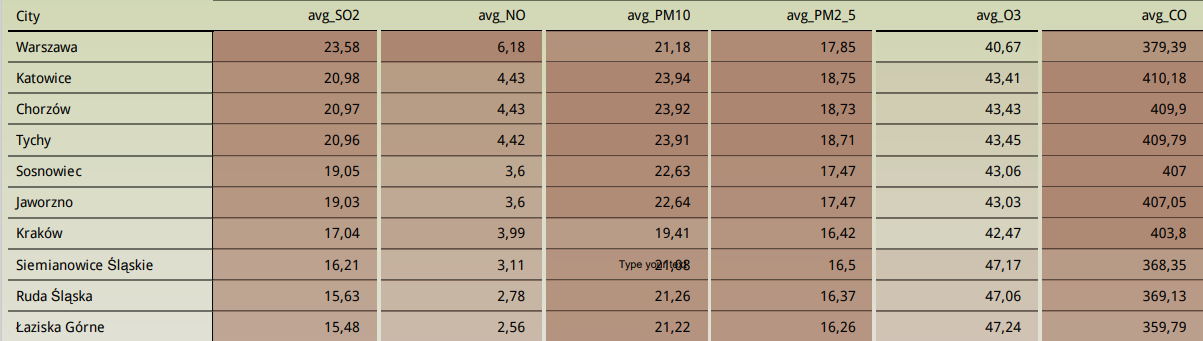 City avg_SO2 avg_NO avg_PM10 avg_PM2_5 avg_O3 avg_CO
Warszawa 23,58 6,18 21,18 17,85 40,67 379,39
Katowice 20,98 4,43 23,94 18,75 43,41 410,18
Chorzów 20,97 4,43 23,92 18,73 43,43 409,9
Tychy 20,96 4,42 23,91 18,71 43,45 409,79
Sosnowiec 19,05 3,6 22,63 17,47 43,06 407
Jaworzno 19,03 3,6 22,64 17,47 43,03 407,05
Kraków 17,04 3,99 19,41 16,42 42,47 403,8
Siemianowice Śląskie 16,21 3,11 Type your text 21,08 16,5 47,17 368,35
Ruda Śląska 15,63 2,78 21,26 16,37 47,06 369,13
Łaziska Górne 15,48 2,56 21,22 16,26 47,24 359,79